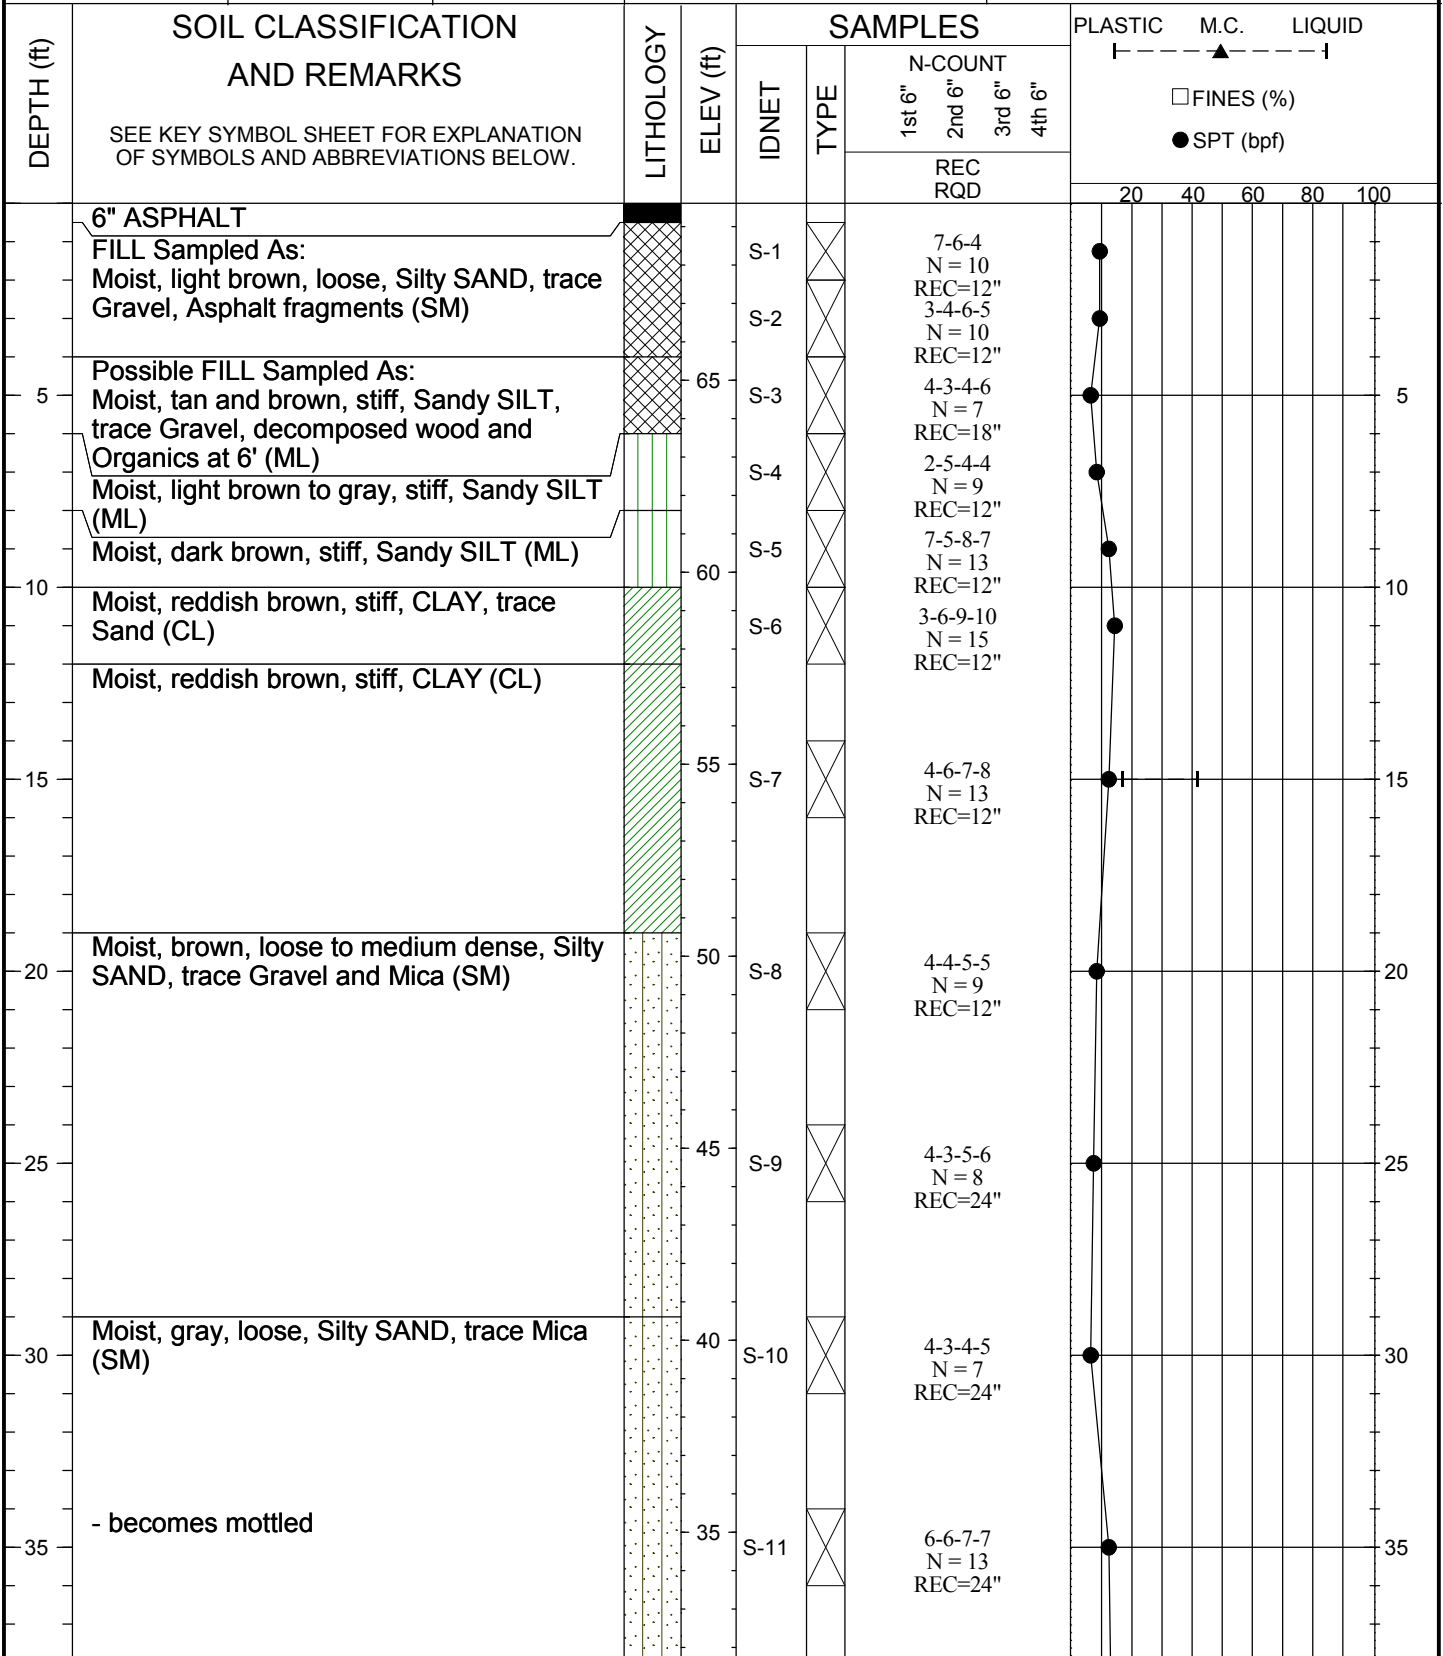 DEPTH (ft)
SOIL CLASSIFICATION
AND REMARKS
SEE KEY SYMBOL SHEET FOR EXPLANATION
OF SYMBOLS AND ABBREVIATIONS BELOW.
LITHOLOGY
ELEV (ft)
SAMPLES
IDNET
TYPE
N-COUNT
1st 6"
2nd 6"
3rd 6"
4th 6"
REC
RQD
PLASTIC M.C. LIQUID
FINES (%)
SPT (bpf)
20 40 60 80 100
6" ASPHALT
FILL Sampled As:
Moist, light brown, loose, Silty SAND, trace
Gravel, Asphalt fragments (SM)
S-1
7-6-4
N = 10
REC=12"
S-2
3-4-6-5
N = 10
REC=12"
Possible FILL Sampled As:
Moist, tan and brown, stiff, Sandy SILT,
trace Gravel, decomposed wood and
Organics at 6' (ML)
65
5
S-3
4-3-4-6
N = 7
REC=18"
5
Moist, light brown to gray, stiff, Sandy SILT
(ML)
S-4
2-5-4-4
N = 9
REC=12"
Moist, dark brown, stiff, Sandy SILT (ML)
S-5
7-5-8-7
N = 13
REC=12"
60
10
10
Moist, reddish brown, stiff, CLAY, trace
Sand (CL)
S-6
3-6-9-10
N = 15
REC=12"
Moist, reddish brown, stiff, CLAY (CL)
55
15
S-7
4-6-7-8
N = 13
REC=12"
15
Moist, brown, loose to medium dense, Silty
SAND, trace Gravel and Mica (SM)
50
20
S-8
4-4-5-5
N = 9
REC=12"
20
45
25
S-9
4-3-5-6
N = 8
REC=24"
25
Moist, gray, loose, Silty SAND, trace Mica
(SM)
40
30
S-10
4-3-4-5
N = 7
REC=24"
30
- becomes mottled
35
35
S-11
6-6-7-7
N = 13
REC=24"
35